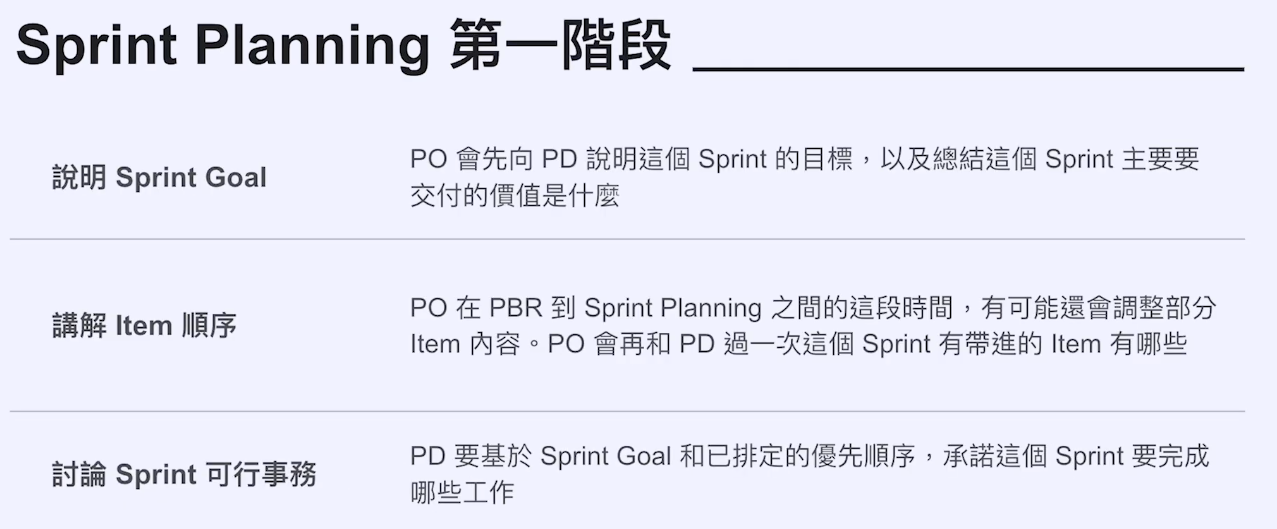 Sprint Planning 第一階段
說明 Sprint Goal
PO 會先向 PD 說明這個 Sprint 的目標，以及總結這個 Sprint 主要要
交付的價值是什麼
講解 Item 順序
PO 在 PBR 到 Sprint Planning 之間的這段時間，有可能還會調整部分
Item 內容。PO 會再和 PD 過一次這個 Sprint 有帶進的 Item 有哪些
討論 Sprint 可行事務
PD 要基於 Sprint Goal 和已排定的優先順序，承諾這個 Sprint 要完成
哪些工作